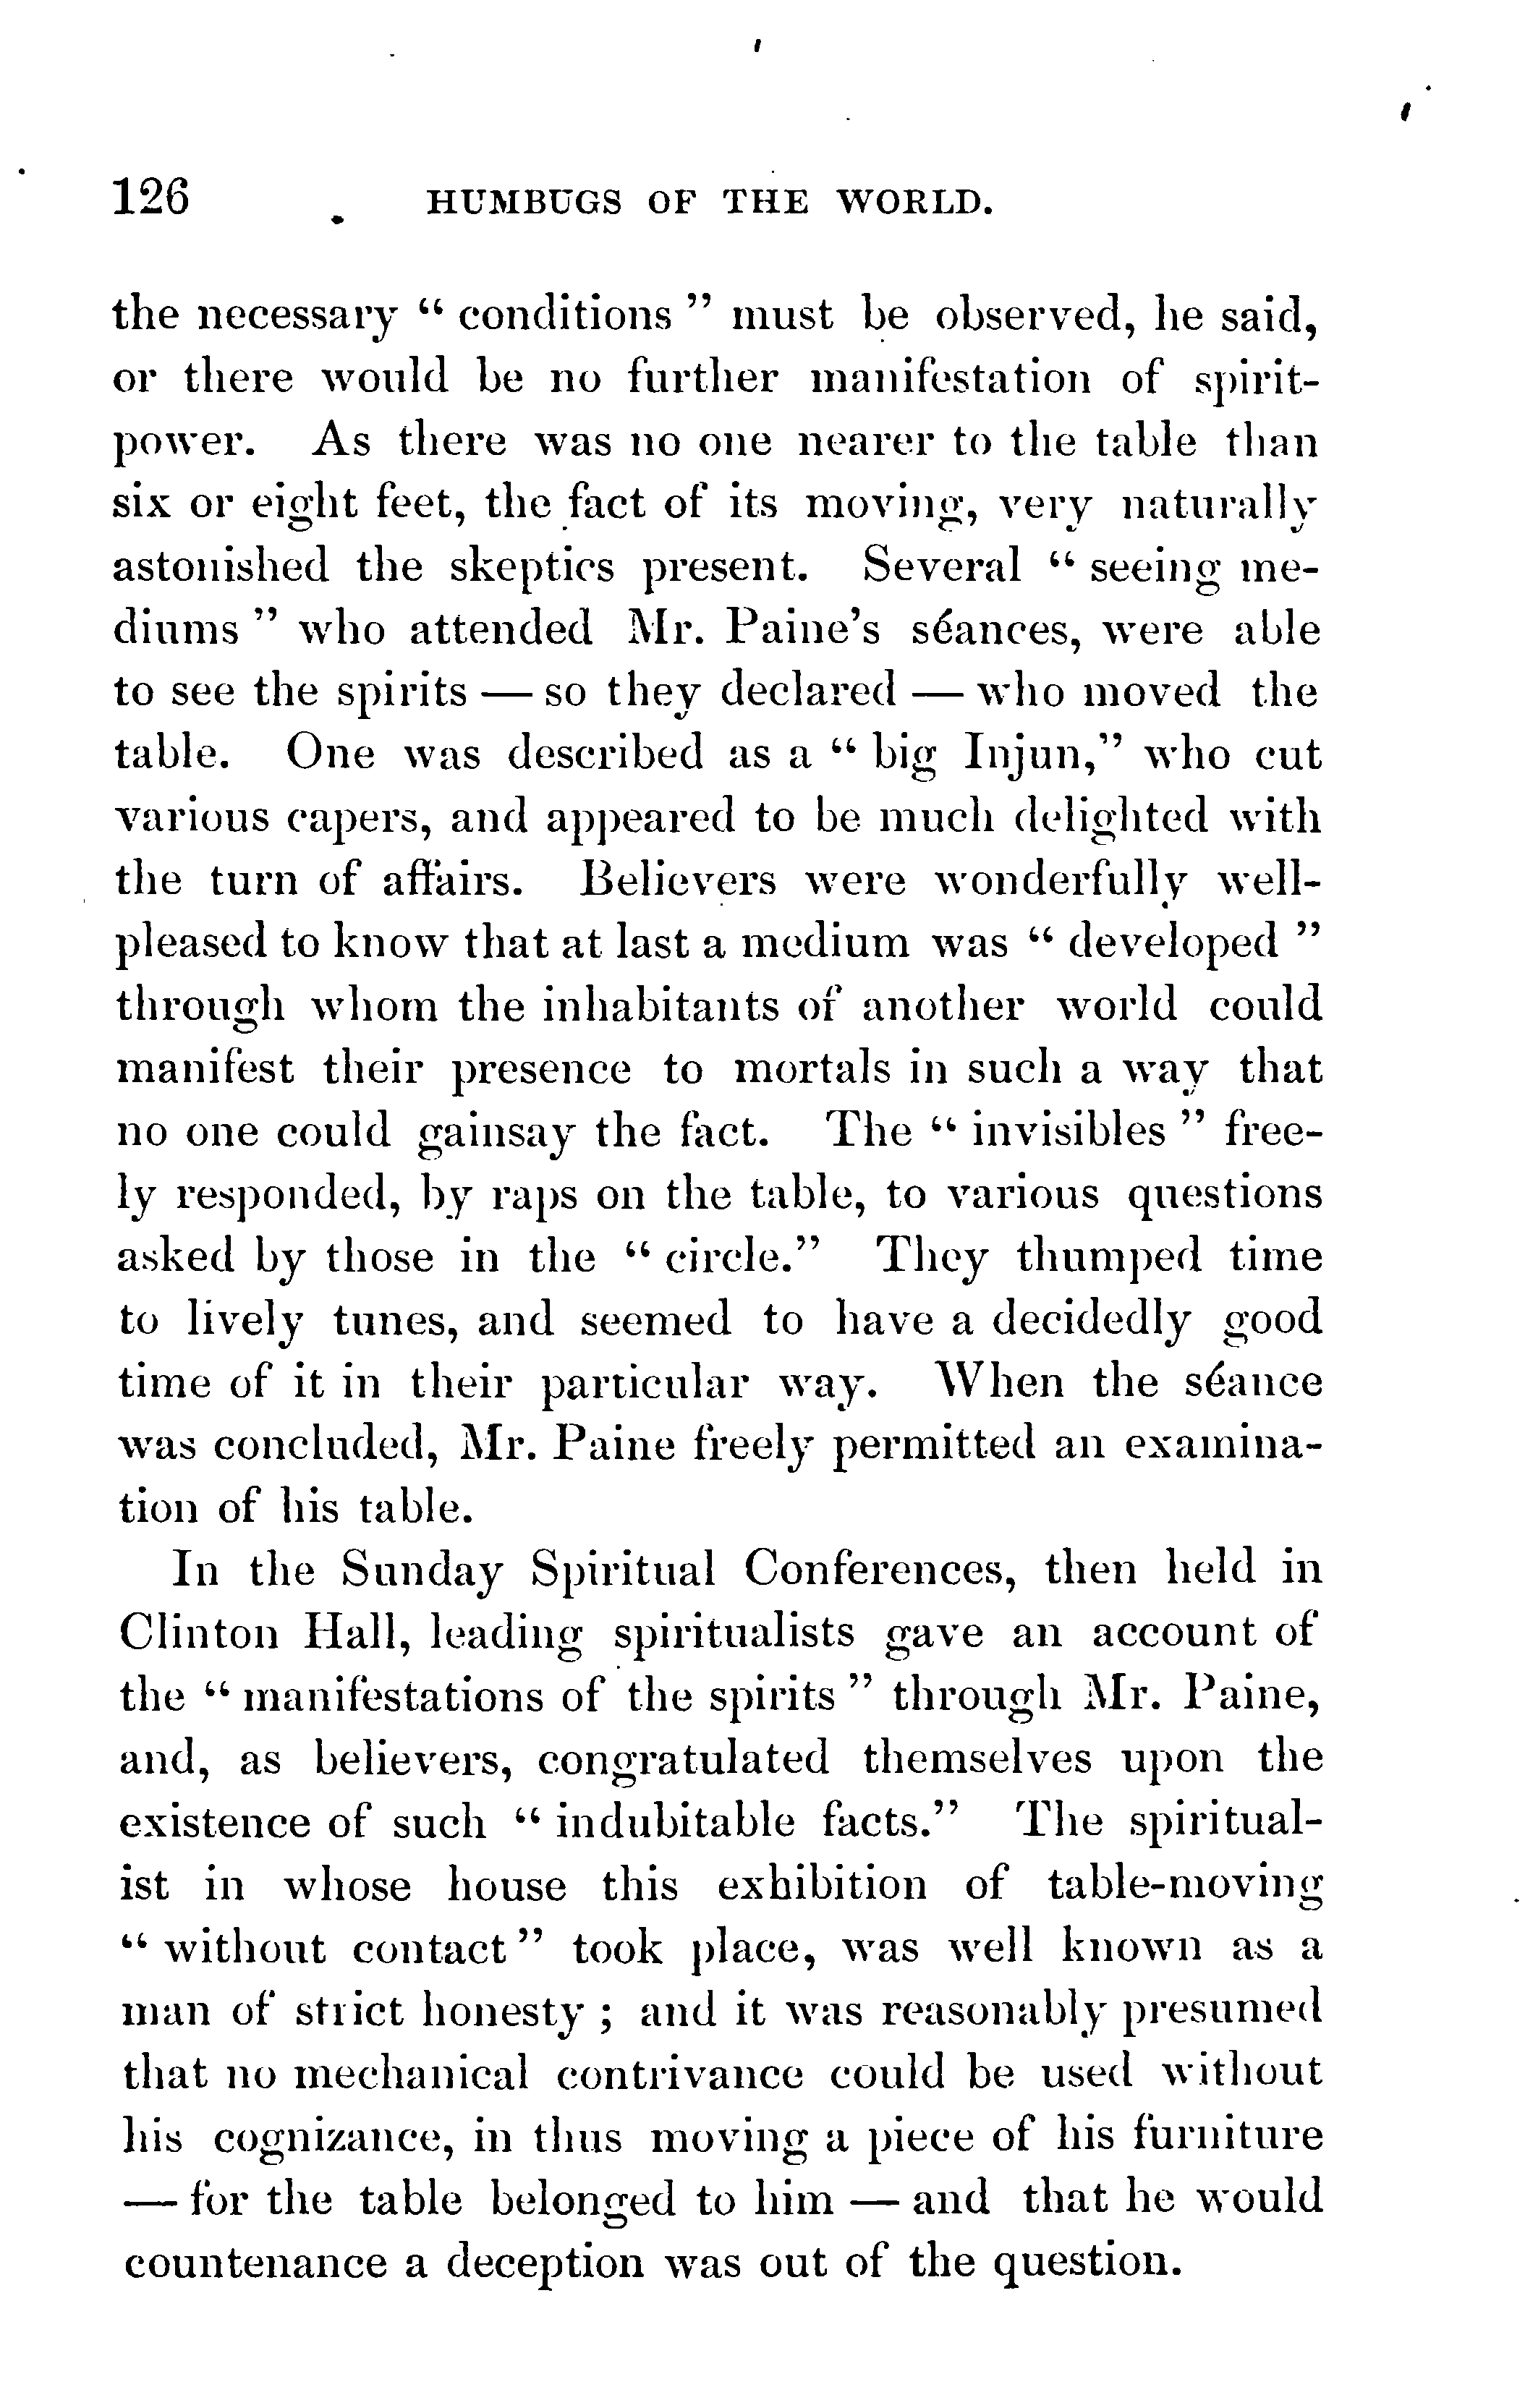 126 HUMBUGS OF THE WORLD.
the necessary “ conditions ” must be observed, he said,
or there would be no further manifestation of spirit-
power. As there was no one nearer to the table than
six or eight feet, the fact of its moving, very naturally
astonished the skeptics present. Several “ seeing me-
diums ” who attended Mr. Paine’s séances, were able
to see the spirits — so they declared — who moved the
table. One was described as a “ big Injun,” who cut
various capers, and appeared to be much delighted with
the turn of affairs. Believers were wonderfully well-
pleased to know that at last a medium was “ developed ”
through whom the inhabitants of another world could
manifest their presence to mortals in such a way that
no one could gainsay the fact. The “ invisibles ” free-
ly responded, by raps on the table, to various questions
asked by those in the “ circle.” They thumped time
to lively tunes, and seemed to have a decidedly good
time of it in their particular way. When the séance
was concluded, Mr. Paine freely permitted an examina-
tion of his table.
In the Sunday Spiritual Conferences, then held in
Clinton Hall, leading spiritualists gave an account of
the “ manifestations of the spirits ” through Mr. Paine,
and, as believers, congratulated themselves upon the
existence of such “ indubitable facts.” The spiritual-
ist in whose house this exhibition of table-moving
“ without contact ” took place, was well known as a
man of strict honesty ; and it was reasonably presumed
that no mechanical contrivance could be used without
his cognizance, in thus moving a piece of his furniture
— for the table belonged to him — and that he would
countenance a deception was out of the question.